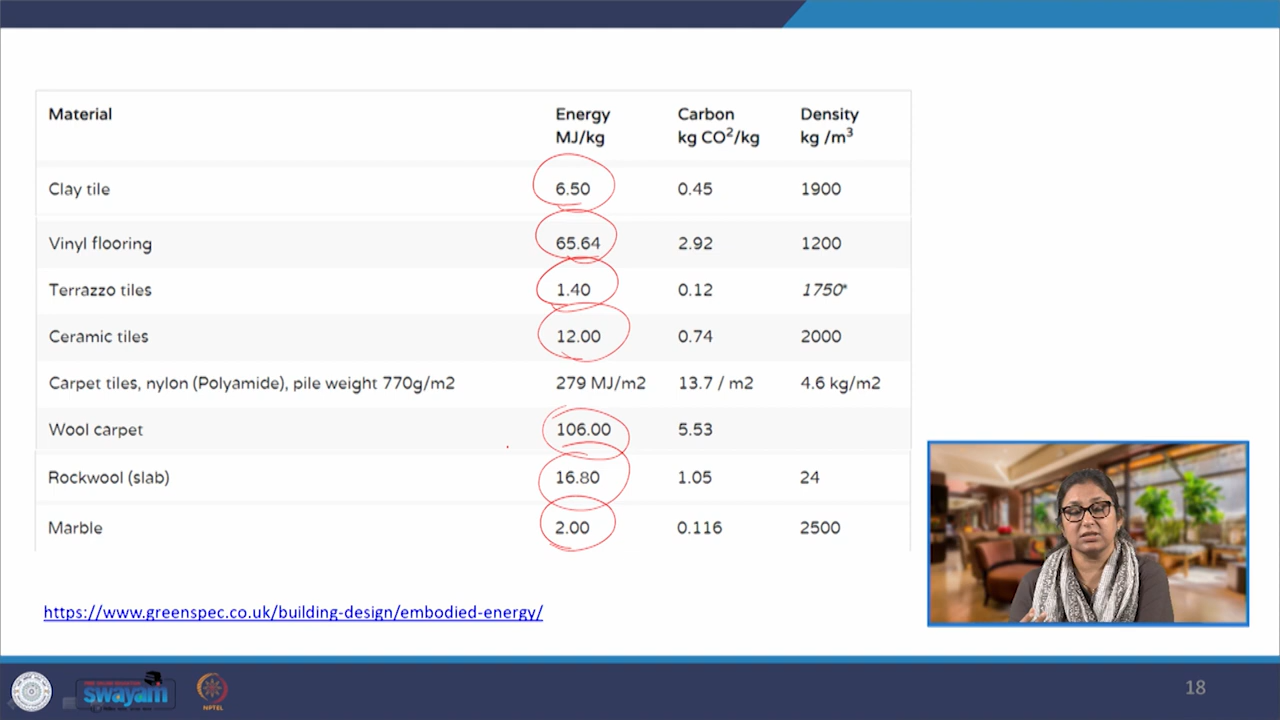 Material Energy Carbon Density
MJ/kg kg CO²/kg kg /m³
Clay tile 6.50 0.45 1900
Vinyl flooring 65.64 2.92 1200
Terrazzo tiles 1.40 0.12 1750*
Ceramic tiles 12.00 0.74 2000
Carpet tiles, nylon (Polyamide), pile weight 770g/m2 279 MJ/m2 13.7 / m2 4.6 kg/m2
Wool carpet 106.00 5.53
Rockwool (slab) 16.80 1.05 24
Marble 2.00 0.116 2500
https://www.greenspec.co.uk/building-design/embodied-energy/
swayam
NPTEL
18